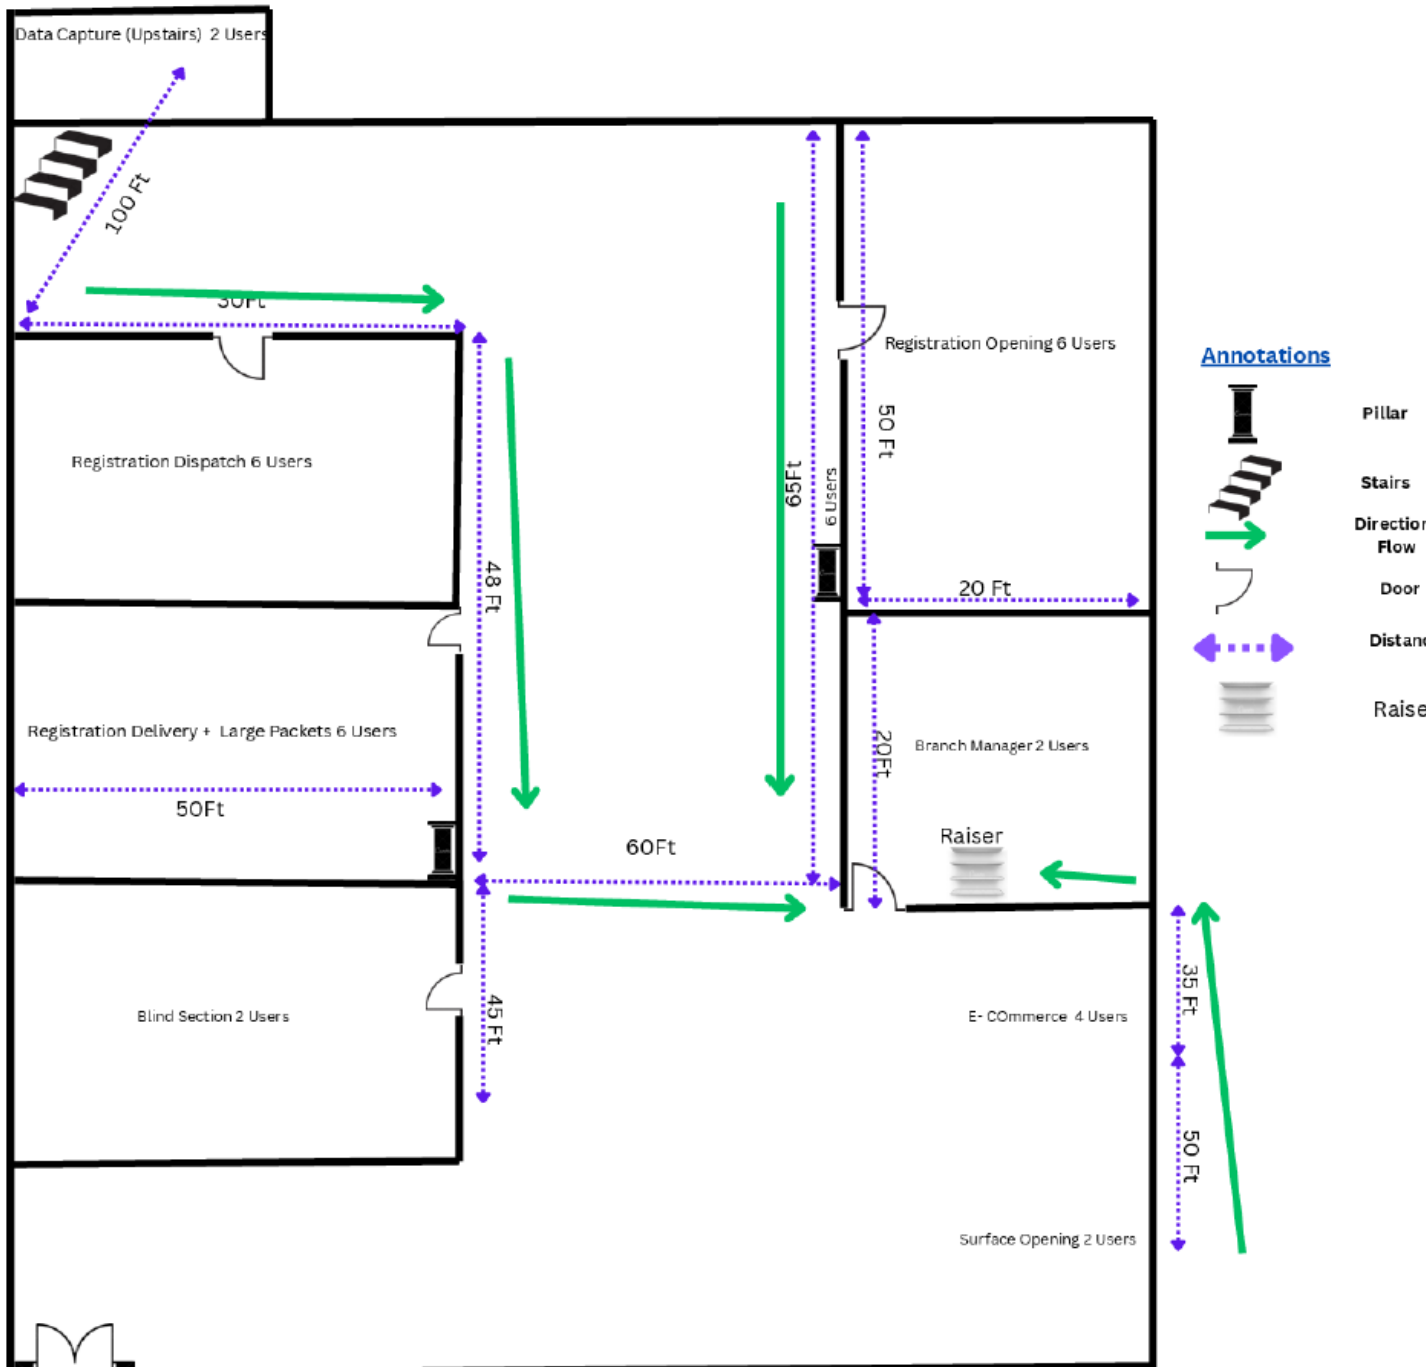 Data Capture (Upstairs) 2 Users
100 Ft
30Ft
Registration Opening 6 Users
50 Ft
Registration Dispatch 6 Users
65Ft
6 Users
48 Ft
20 Ft
Registration Delivery + Large Packets 6 Users
50Ft
20Ft
Branch Manager 2 Users
Raiser
60Ft
Blind Section 2 Users
45 Ft
E- COmmerce 4 Users
35 Ft
50 Ft
Surface Opening 2 Users
Annotations
Pillar
Stairs
Direction
Flow
Door
Distanc
Raise